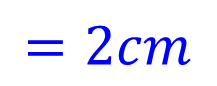 = 2cm